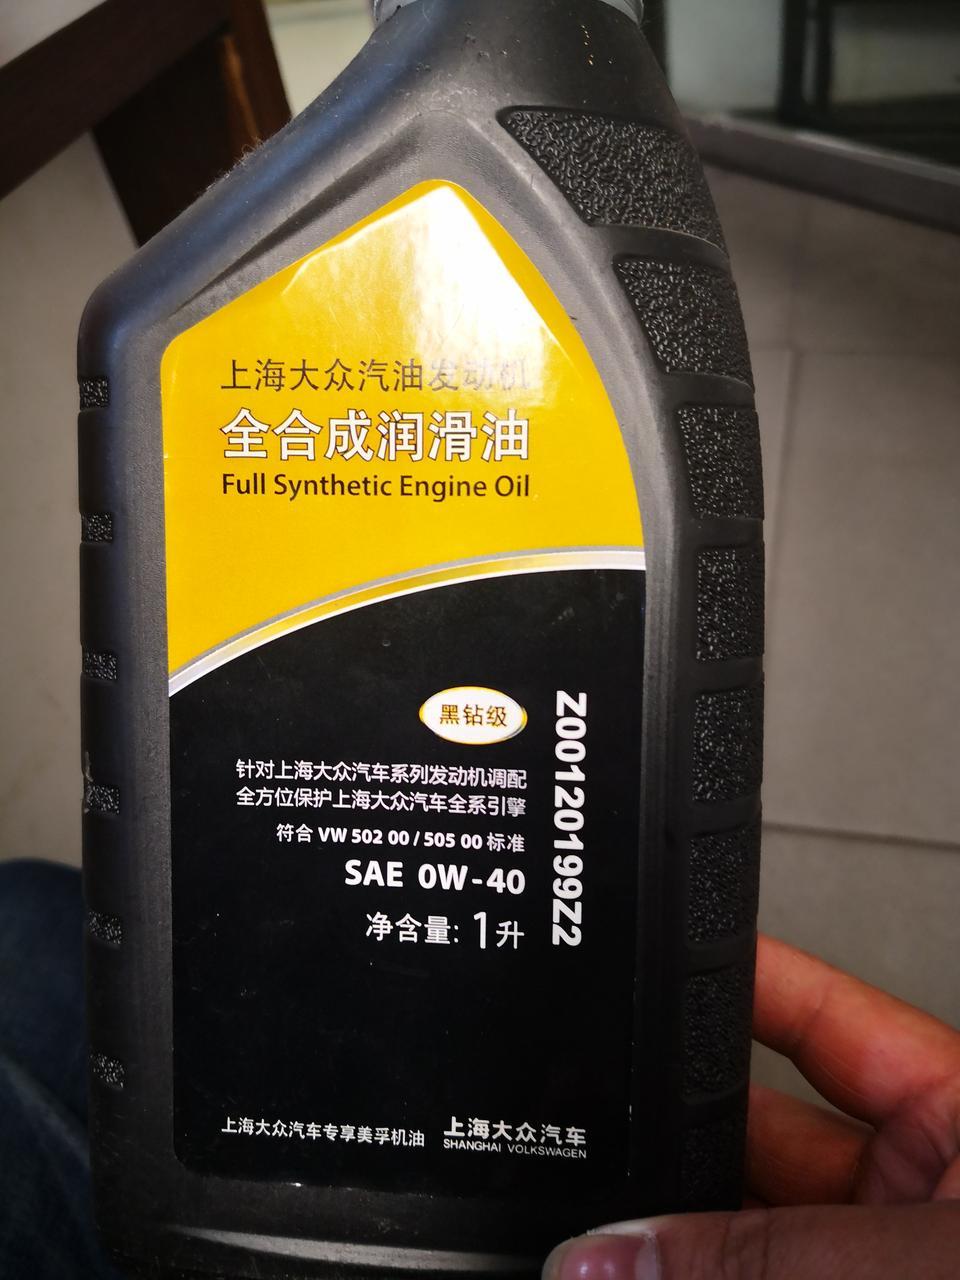 上海大众汽油发动机
全合成润滑油
Full Synthetic Engine Oil
黑钻级
针对上海大众汽车系列发动机调配
全方位保护上海大众汽车全系引擎
符合 VW 502 00 / 505 00 标准
SAE 0W-40
净含量: 1升
Z00120199Z2
上海大众汽车专享美孚机油
上海大众汽车
SHANGHAI VOLKSWAGEN